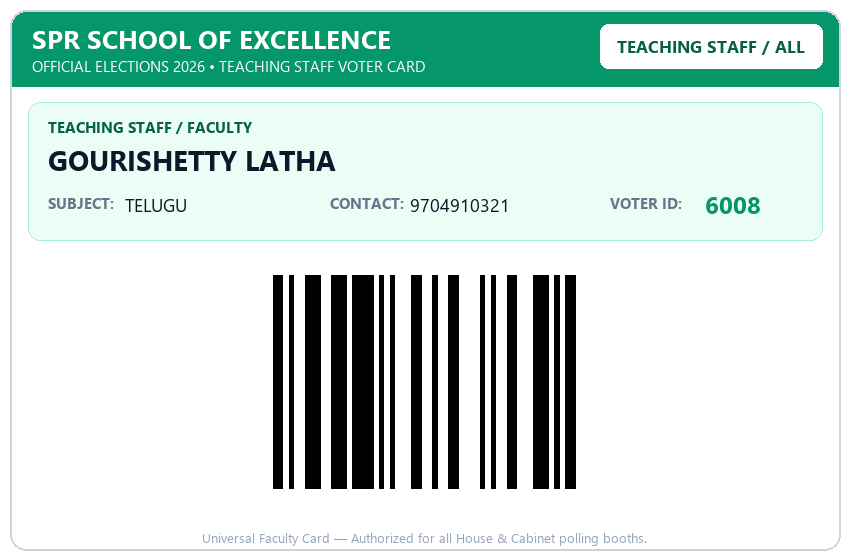 SPR SCHOOL OF EXCELLENCE
OFFICIAL ELECTIONS 2026 • TEACHING STAFF VOTER CARD
TEACHING STAFF / ALL
TEACHING STAFF / FACULTY
GOURISHETTY LATHA
SUBJECT: TELUGU CONTACT: 9704910321 VOTER ID: 6008
Universal Faculty Card — Authorized for all House & Cabinet polling booths.